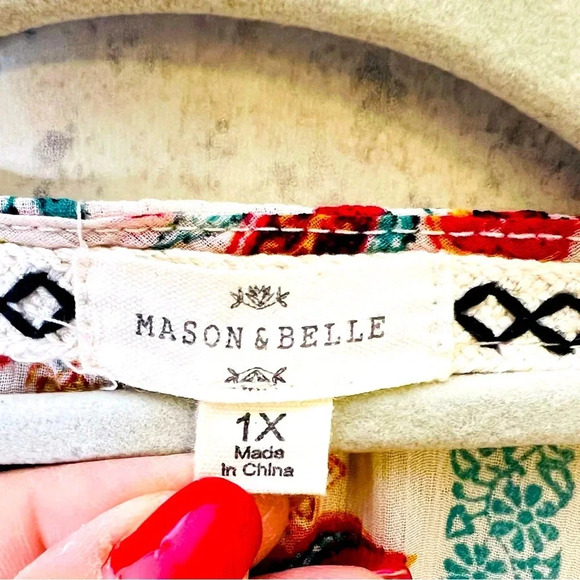 MASON & BELLE
1X
Made
In China